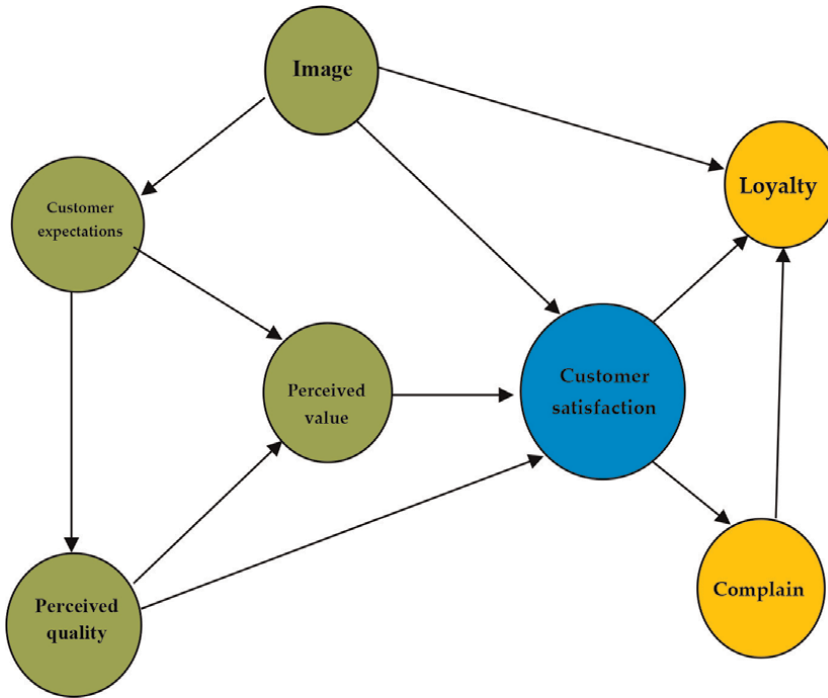 Image
Loyalty
Customer
expectations
Perceived
value
Customer
satisfaction
Perceived
quality
Complain